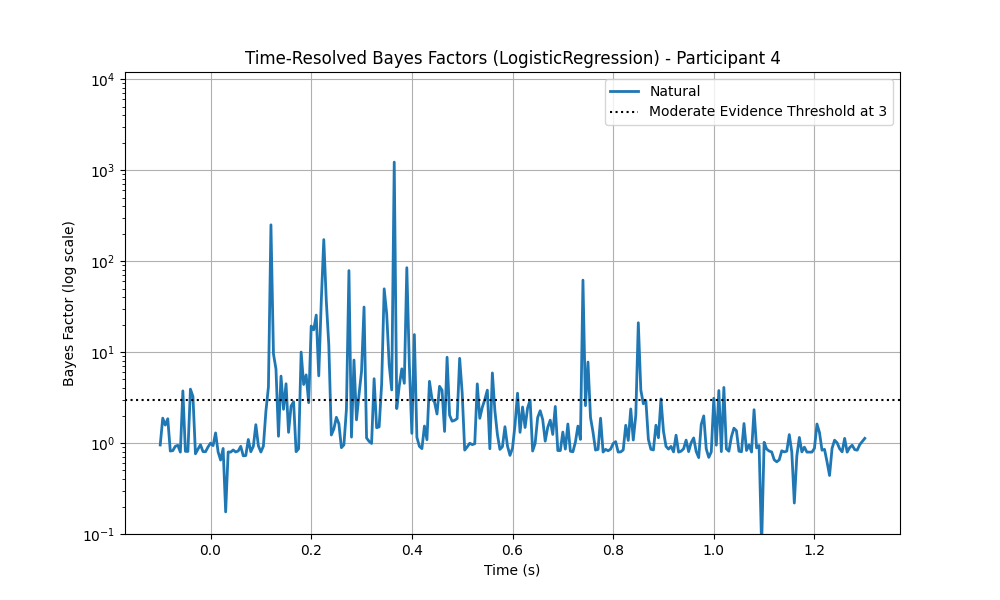 Time-Resolved Bayes Factors (LogisticRegression) - Participant 4
Natural
Moderate Evidence Threshold at 3
Bayes Factor (log scale)
10⁴
10³
10²
10¹
10⁰
10⁻¹
0.0 0.2 0.4 0.6 0.8 1.0 1.2
Time (s)